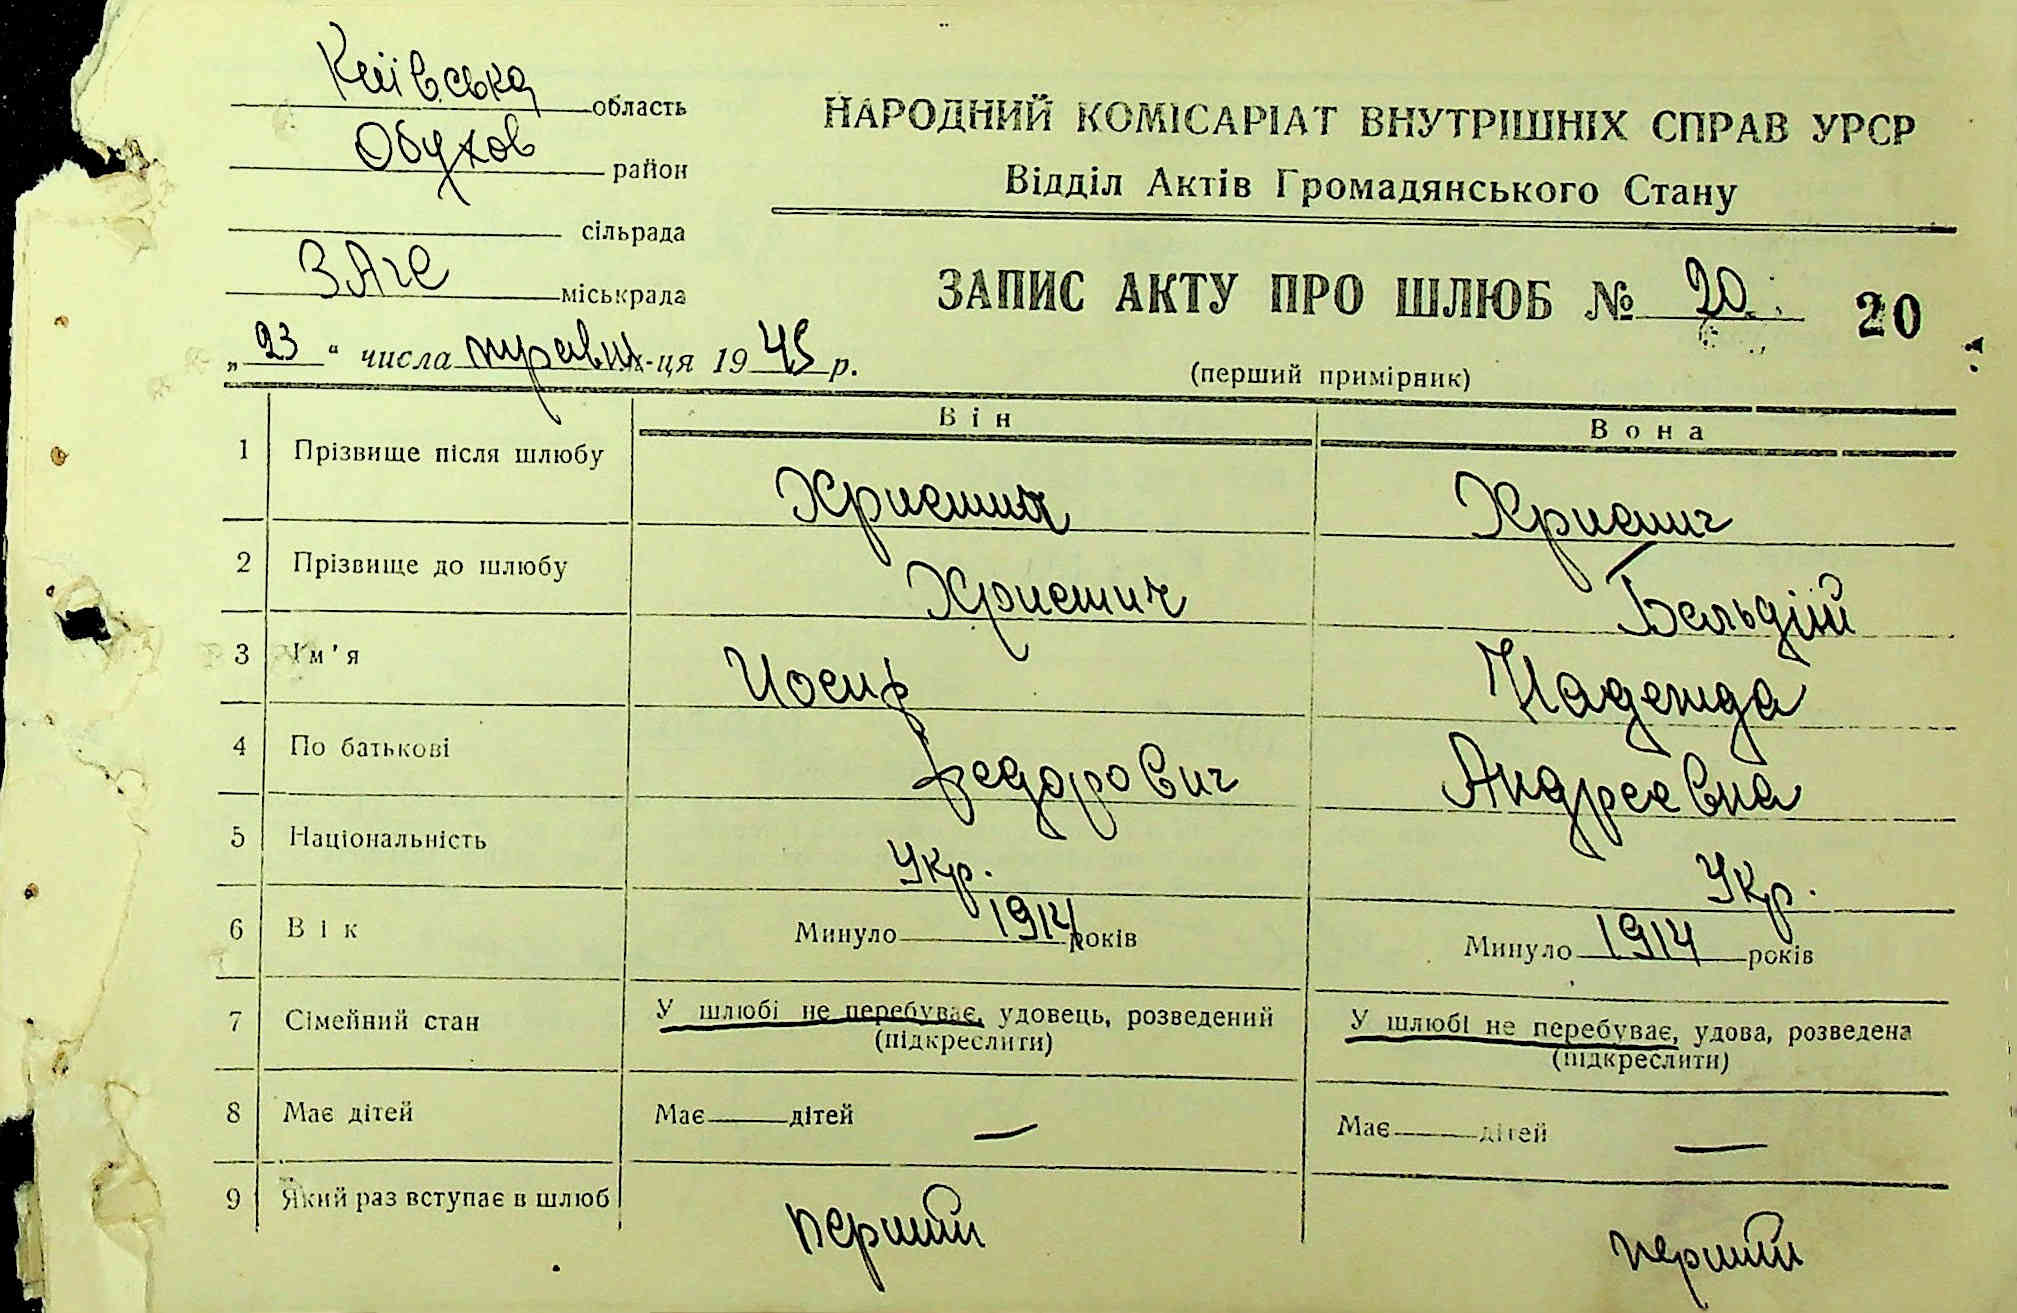 Київська область
Обухов район
сільрада
ЗАГС міськрада
„23“ числа травня м-ця 1945 р.
НАРОДНИЙ КОМІСАРІАТ ВНУТРІШНІХ СПРАВ УРСР
Відділ Актів Громадянського Стану
ЗАПИС АКТУ ПРО ШЛЮБ № 20 20
(перший примірник)
Він Вона
1 Прізвище після шлюбу
2 Прізвище до шлюбу Бельдій
3 Ім'я Иосиф Надежда
4 По батькові Федорович Андреевна
5 Національність Укр. Укр.
6 Вік Минуло 1914 років Минуло 1914 років
7 Сімейний стан У шлюбі не перебуває, удовець, розведений У шлюбі не перебуває, удова, розведена
(підкреслити) (підкреслити)
8 Має дітей Має дітей — Має дітей —
9 Який раз вступає в шлюб перший перший